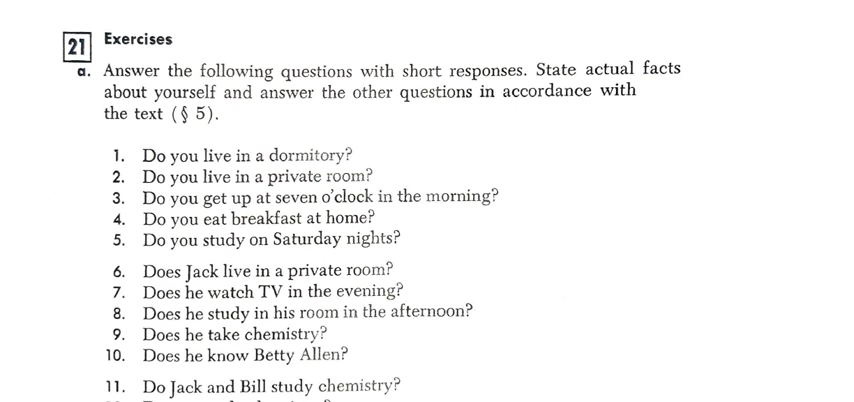 21 Exercises
a. Answer the following questions with short responses. State actual facts
about yourself and answer the other questions in accordance with
the text (§ 5).
1. Do you live in a dormitory?
2. Do you live in a private room?
3. Do you get up at seven o'clock in the morning?
4. Do you eat breakfast at home?
5. Do you study on Saturday nights?
6. Does Jack live in a private room?
7. Does he watch TV in the evening?
8. Does he study in his room in the afternoon?
9. Does he take chemistry?
10. Does he know Betty Allen?
11. Do Jack and Bill study chemistry?